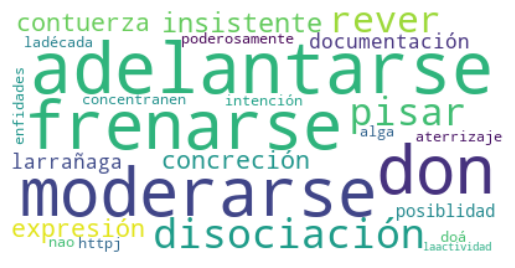 contuerza insistente rever
ladécada poderosamente documentación
adelantarse
enfidades concentranen intención
frenarse pisar
alga aterrizaje
larrañaga concreción don
moderarse
posiblidad
expresión disociación
nao httpj doá
laactividad